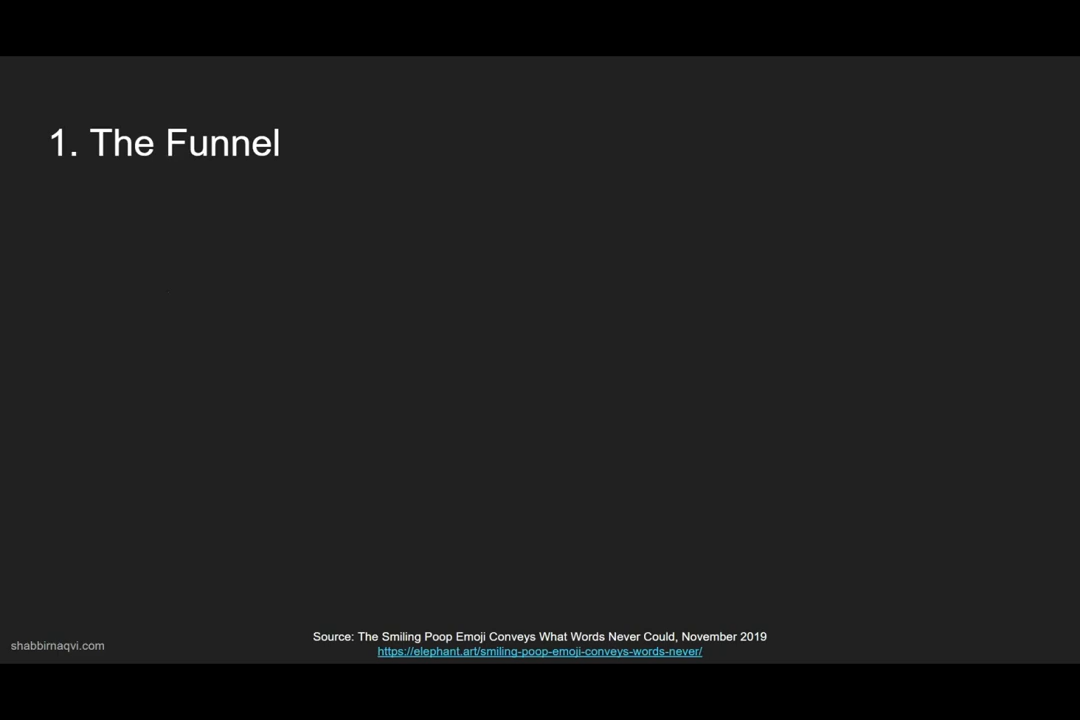 1. The Funnel
Source: The Smiling Poop Emoji Conveys What Words Never Could, November 2019
https://elephant.art/smiling-poop-emoji-conveys-words-never/
shabbirnaqvi.com